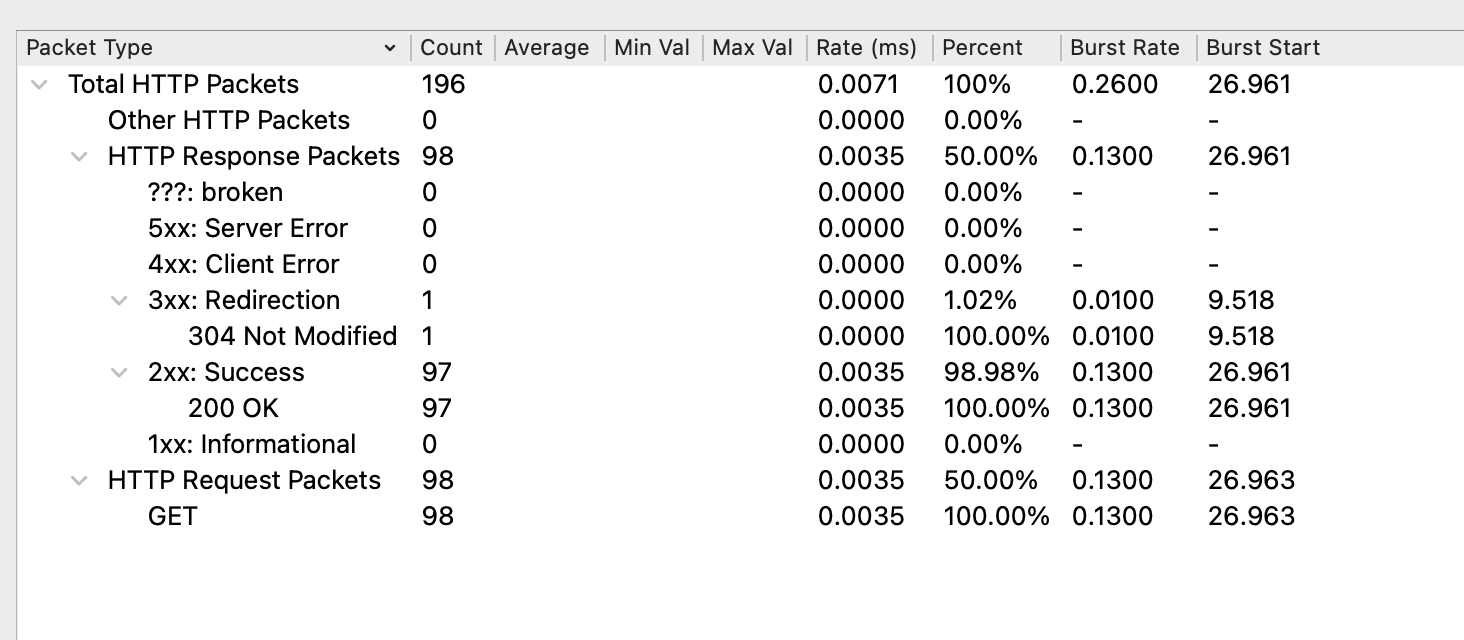 Packet Type Count Average Min Val Max Val Rate (ms) Percent Burst Rate Burst Start
Total HTTP Packets 196 0.0071 100% 0.2600 26.961
Other HTTP Packets 0 0.0000 0.00% - -
HTTP Response Packets 98 0.0035 50.00% 0.1300 26.961
???: broken 0 0.0000 0.00% - -
5xx: Server Error 0 0.0000 0.00% - -
4xx: Client Error 0 0.0000 0.00% - -
3xx: Redirection 1 0.0000 1.02% 0.0100 9.518
304 Not Modified 1 0.0000 100.00% 0.0100 9.518
2xx: Success 97 0.0035 98.98% 0.1300 26.961
200 OK 97 0.0035 100.00% 0.1300 26.961
1xx: Informational 0 0.0000 0.00% - -
HTTP Request Packets 98 0.0035 50.00% 0.1300 26.963
GET 98 0.0035 100.00% 0.1300 26.963